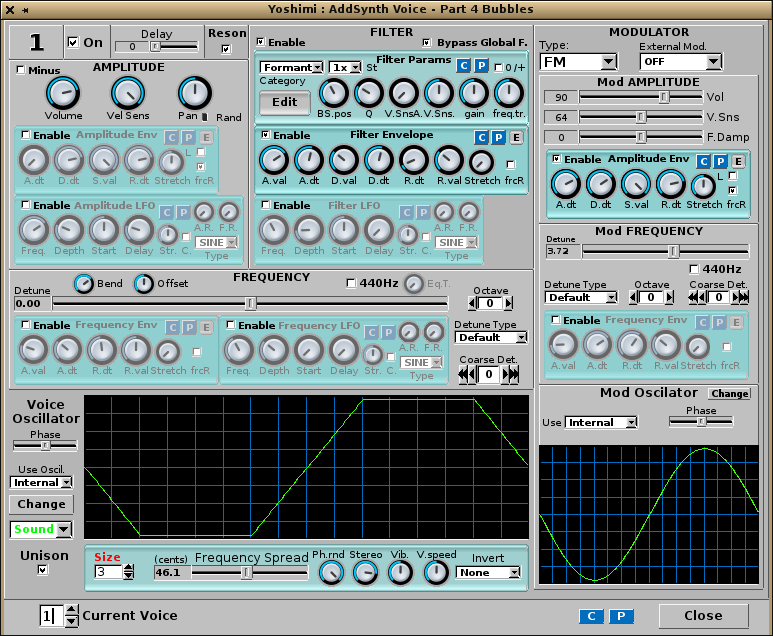 Yoshimi : AddSynth Voice - Part 4 Bubbles
1
On
Delay
0
Reson
Minus
AMPLITUDE
Volume
Vel Sens
Pan
Rand
Enable
Amplitude Env
C
P
E
A.dt
D.dt
S.val
R.dt
Stretch
frcR
L
Enable
Amplitude LFO
C
P
Freq.
Depth
Start
Delay
Str.
C.
A.R.
F.R.
SINE
Type
FILTER
Enable
Bypass Global F.
Filter Params
C
P
Formant
1x
St
0/+
Category
Edit
BS.pos
Q
V.SnsA.
V.Sns.
gain
freq.tr.
Enable
Filter Envelope
C
P
E
A.val
A.dt
D.val
D.dt
R.dt
R.val
Stretch
frcR
Enable
Filter LFO
C
P
Freq.
Depth
Start
Delay
Str.
C.
A.R.
F.R.
SINE
Type
FREQUENCY
Detune
0.00
Bend
Offset
440Hz
Eq.T.
Octave
0
Enable
Frequency Env
C
P
E
A.val
A.dt
R.dt
R.val
Stretch
frcR
Enable
Frequency LFO
C
P
Freq.
Depth
Start
Delay
Str.
C.
A.R.
F.R.
SINE
Type
Detune Type
Default
Coarse Det.
0
Voice
Oscillator
Phase
Use Oscil.
Internal
Change
Sound
Unison
Size
3
(cents)
Frequency Spread
46.1
Ph.rnd
Stereo
Vib.
V.speed
Invert
None
MODULATOR
Type:
FM
External Mod.
OFF
Mod AMPLITUDE
90
Vol
64
V.Sns
0
F.Damp
Enable
Amplitude Env
C
P
E
A.dt
D.dt
S.val
R.dt
Stretch
frcR
L
Mod FREQUENCY
Detune
3.72
440Hz
Detune Type
Default
Octave
0
Coarse Det.
0
Enable
Frequency Env
C
P
E
A.val
A.dt
R.dt
R.val
Stretch
frcR
Mod Oscilator
Change
Use
Internal
Phase
1
Current Voice
C
P
Close